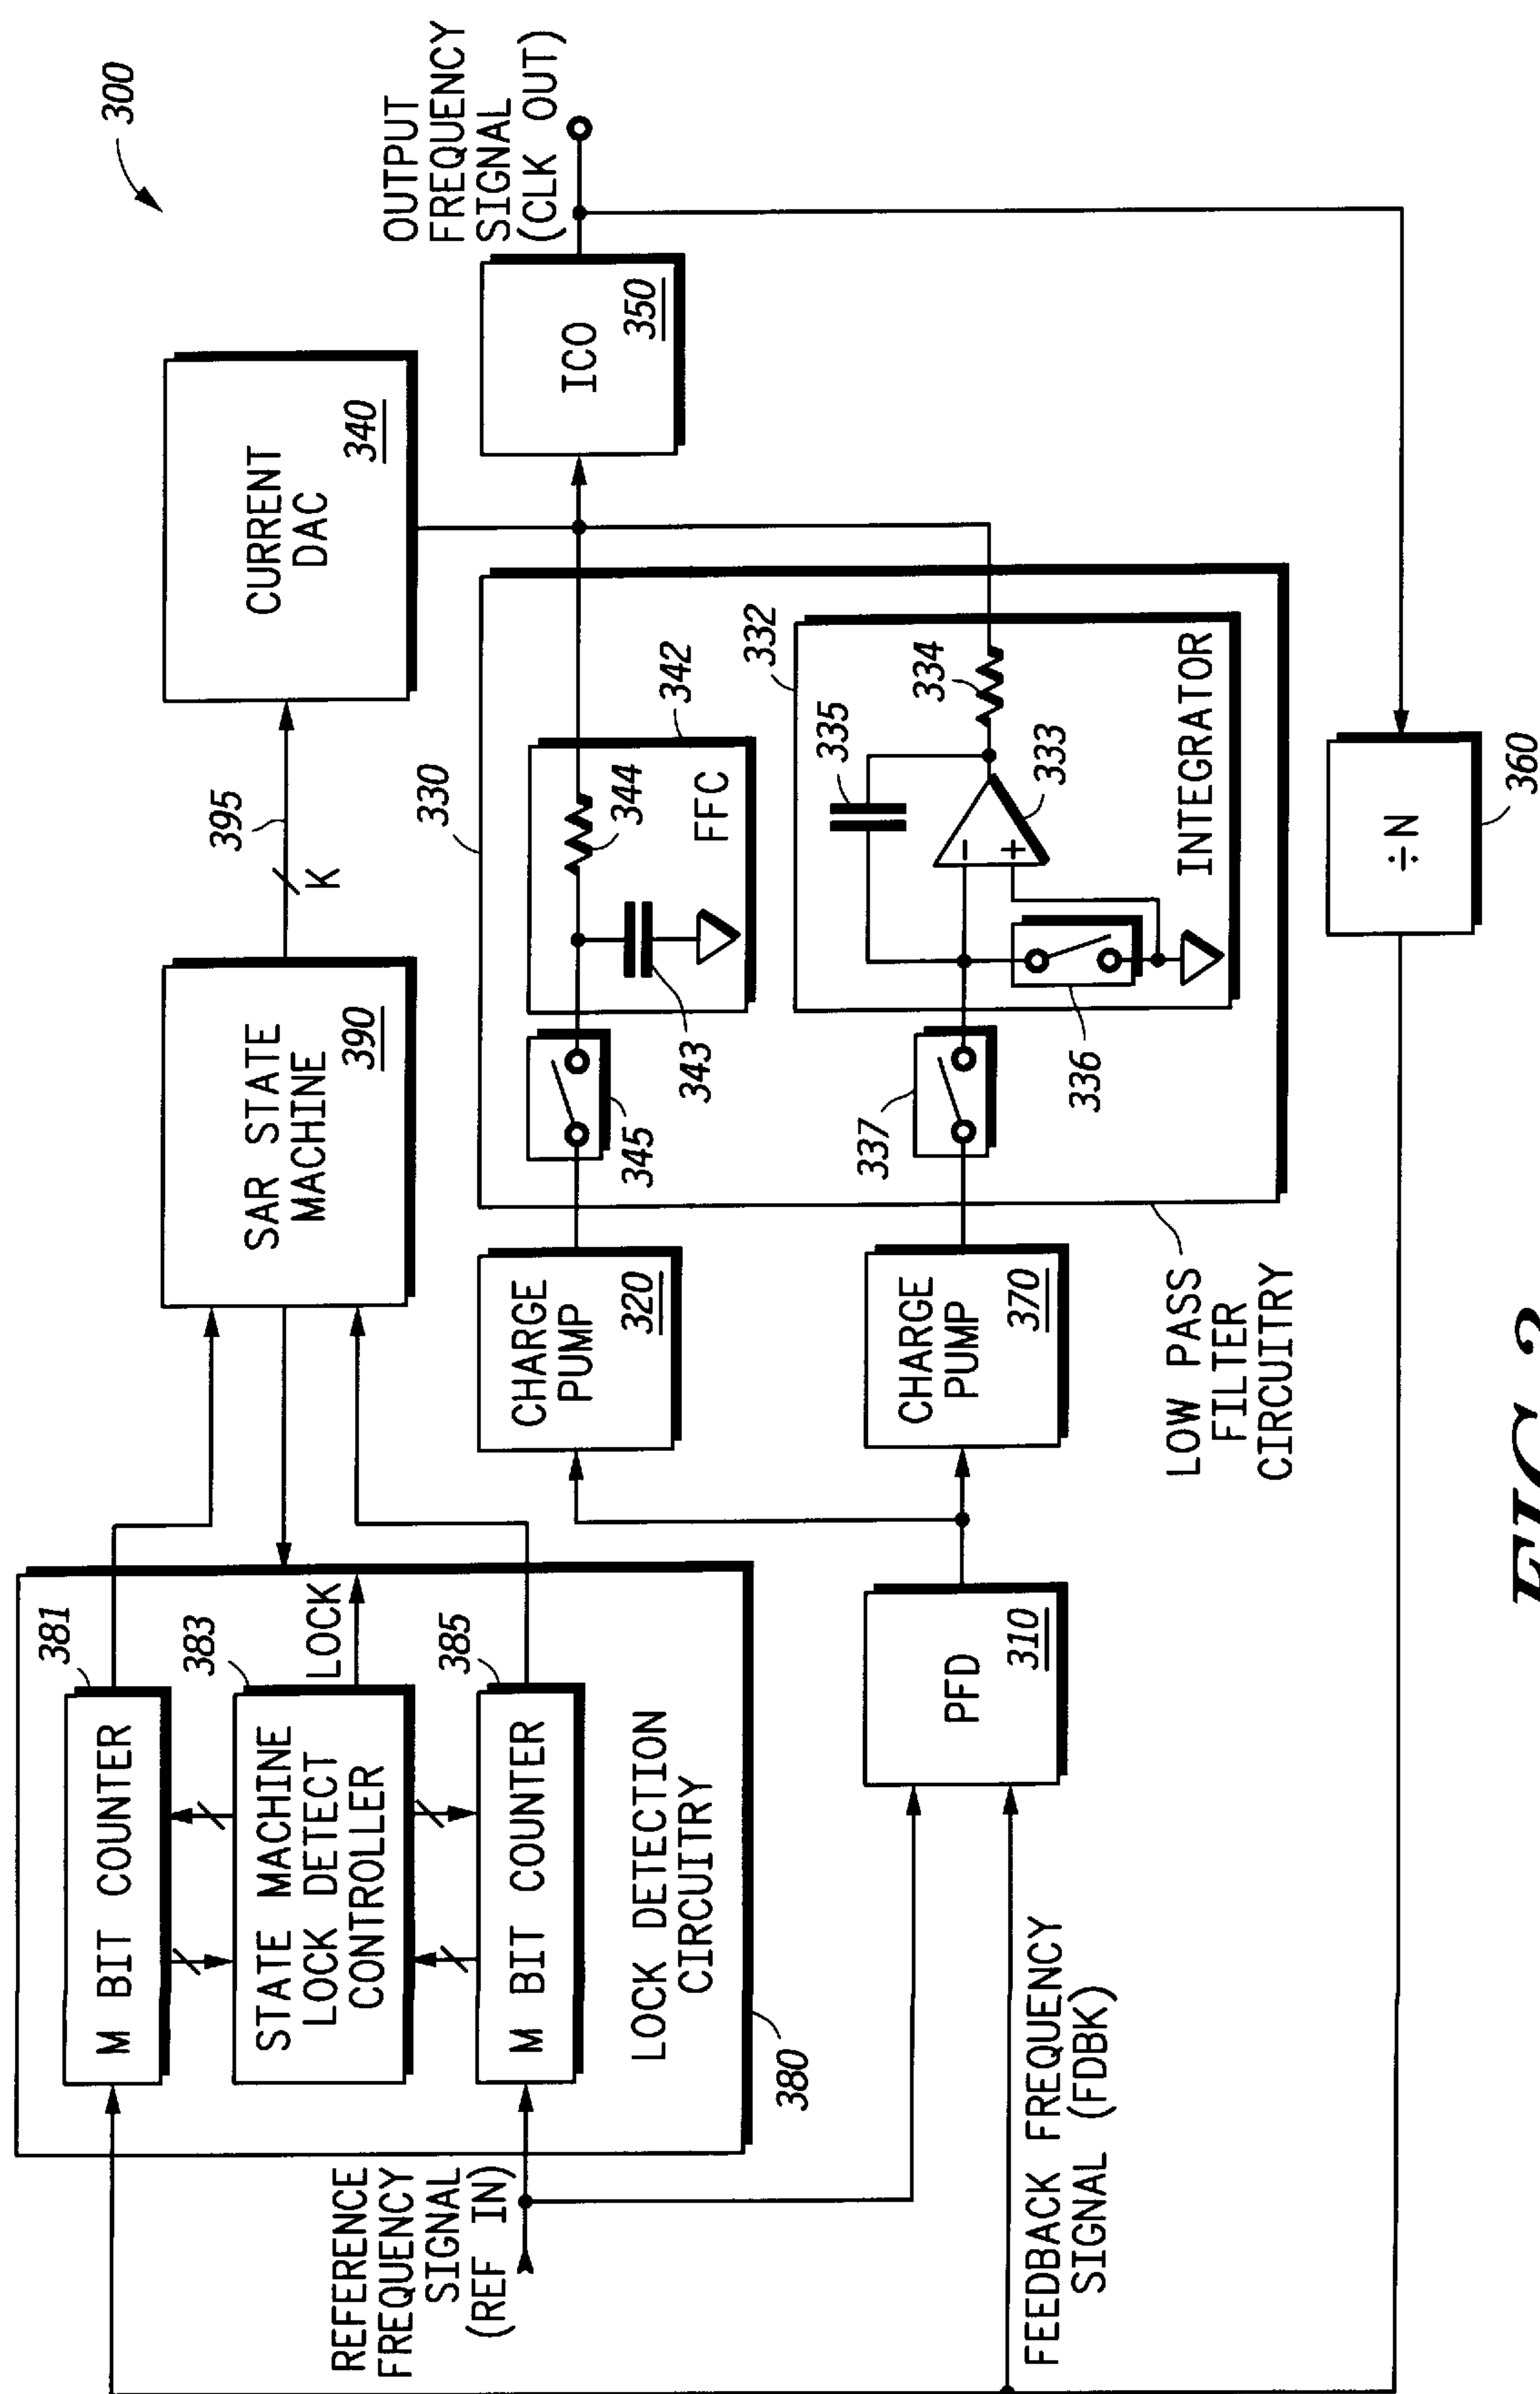 300
OUTPUT
FREQUENCY
SIGNAL
(CLK OUT)
M BIT COUNTER
381
STATE MACHINE
LOCK DETECT
CONTROLLER
383
LOCK
M BIT COUNTER
385
LOCK DETECTION
CIRCUITRY
380
SAR STATE
MACHINE
390
395
K
CURRENT
DAC
340
ICO
350
REFERENCE
FREQUENCY
SIGNAL
(REF IN)
CHARGE
PUMP
320
330
345
343
344
FFC
342
PFD
310
CHARGE
PUMP
370
337
336
335
-
+
333
334
332
INTEGRATOR
LOW PASS
FILTER
CIRCUITRY
FEEDBACK FREQUENCY
SIGNAL (FDBK)
÷N
360